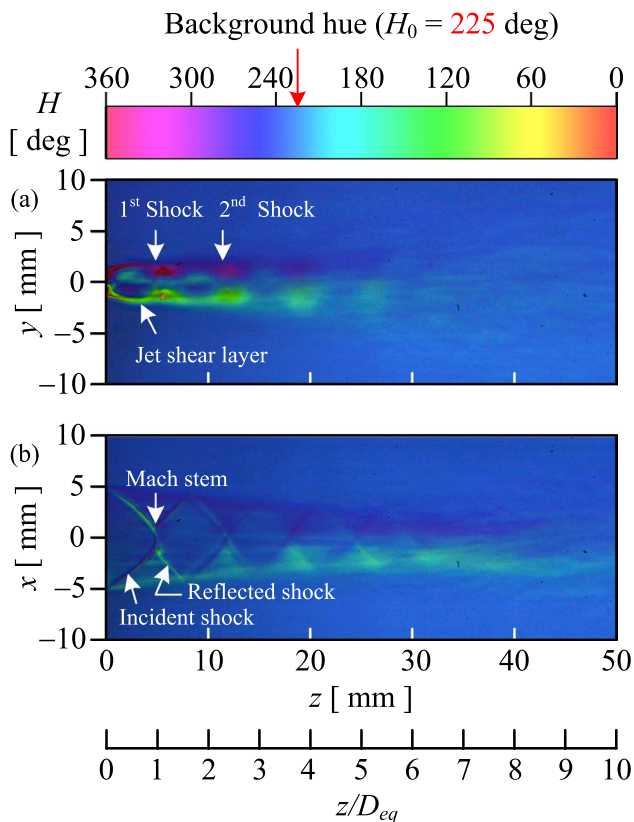 Background hue (H₀ = 225 deg)
360 300 240 180 120 60 0
H
[ deg ]
(a)
10
5
0
−5
−10
y [ mm ]
1st Shock 2nd Shock
Jet shear layer
(b)
10
5
0
−5
−10
x [ mm ]
Mach stem
Reflected shock
Incident shock
0 10 20 30 40 50
z [ mm ]
0 1 2 3 4 5 6 7 8 9 10
z/Deq